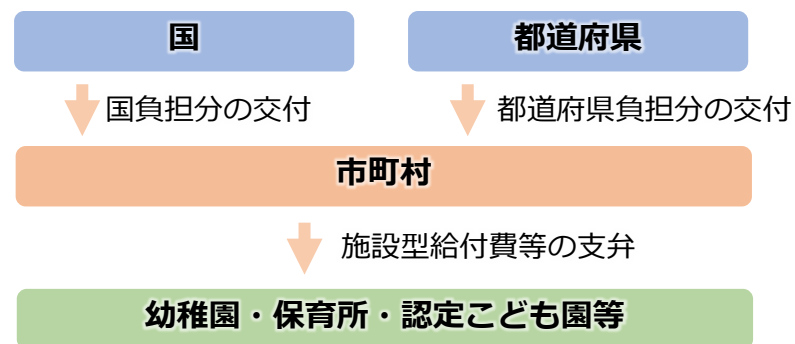 国
都道府県
国負担分の交付
都道府県負担分の交付
市町村
施設型給付費等の支弁
幼稚園・保育所・認定こども園等